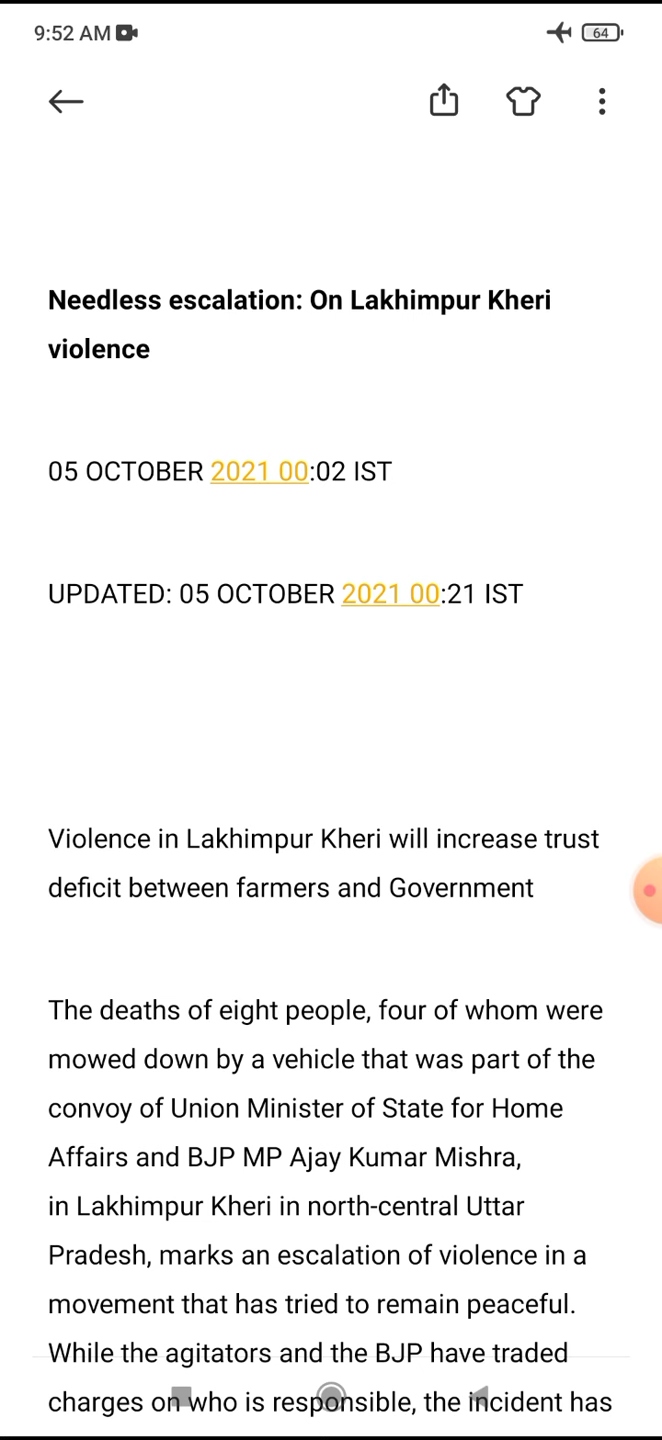 9:52 AM
64
Needless escalation: On Lakhimpur Kheri
violence
05 OCTOBER 2021 00:02 IST
UPDATED: 05 OCTOBER 2021 00:21 IST
Violence in Lakhimpur Kheri will increase trust
deficit between farmers and Government
The deaths of eight people, four of whom were
mowed down by a vehicle that was part of the
convoy of Union Minister of State for Home
Affairs and BJP MP Ajay Kumar Mishra,
in Lakhimpur Kheri in north-central Uttar
Pradesh, marks an escalation of violence in a
movement that has tried to remain peaceful.
While the agitators and the BJP have traded
charges on who is responsible, the incident has